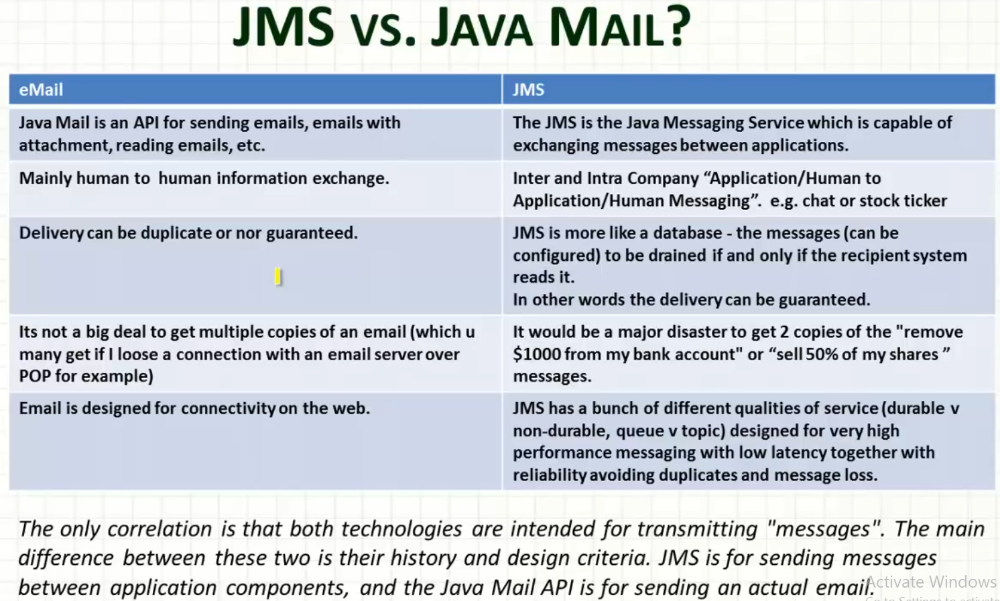 JMS VS. JAVA MAIL?
eMail
JMS
Java Mail is an API for sending emails, emails with
attachment, reading emails, etc.
The JMS is the Java Messaging Service which is capable of
exchanging messages between applications.
Mainly human to human information exchange.
Inter and Intra Company “Application/Human to
Application/Human Messaging”. e.g. chat or stock ticker
Delivery can be duplicate or nor guaranteed.
JMS is more like a database - the messages (can be
configured) to be drained if and only if the recipient system
reads it.
In other words the delivery can be guaranteed.
Its not a big deal to get multiple copies of an email (which u
many get if I loose a connection with an email server over
POP for example)
It would be a major disaster to get 2 copies of the "remove
$1000 from my bank account" or “sell 50% of my shares ”
messages.
Email is designed for connectivity on the web.
JMS has a bunch of different qualities of service (durable v
non-durable, queue v topic) designed for very high
performance messaging with low latency together with
reliability avoiding duplicates and message loss.
The only correlation is that both technologies are intended for transmitting "messages". The main
difference between these two is their history and design criteria. JMS is for sending messages
between application components, and the Java Mail API is for sending an actual email.
Activate Windows
Go to Settings to activate